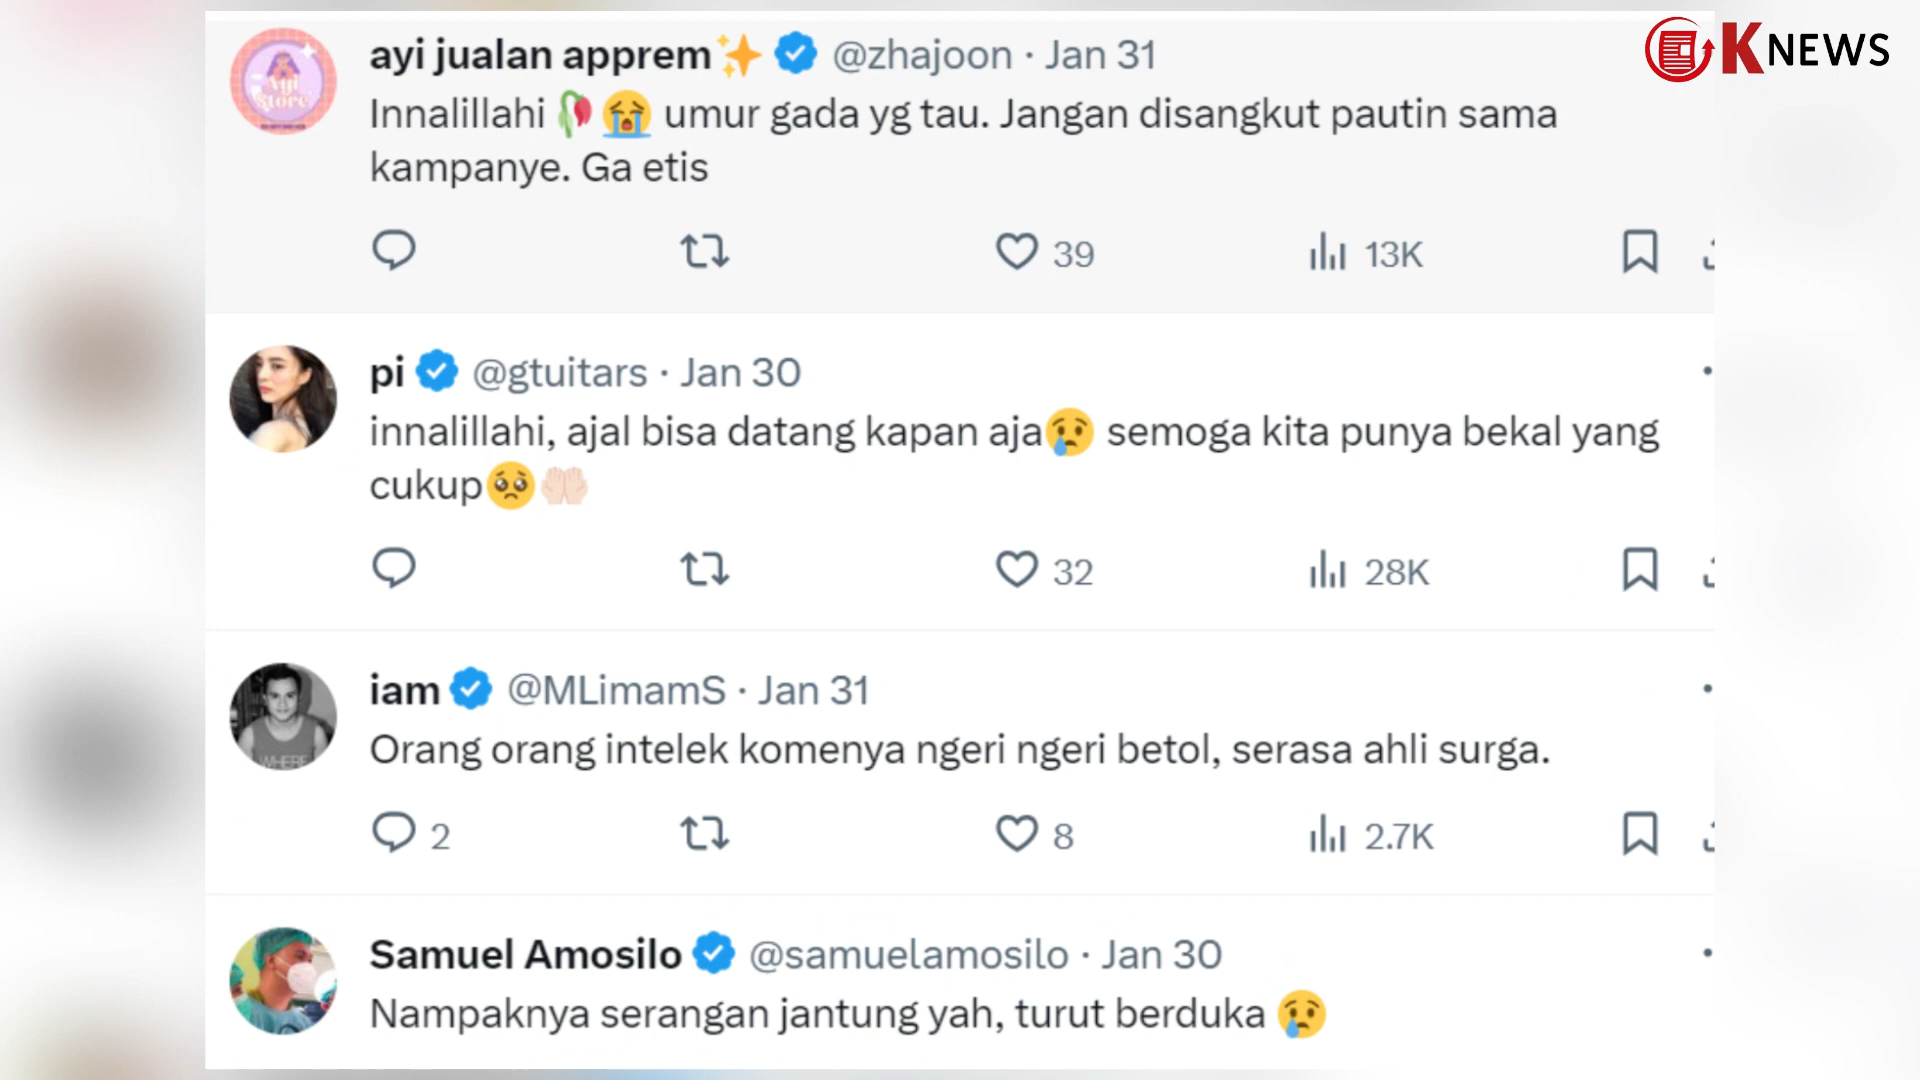 KNEWS
ayi jualan apprem✨ @zhajoon · Jan 31
Innalillahi 🥀😭 umur gada yg tau. Jangan disangkut pautin sama
kampanye. Ga etis
39 13K
pi @gtuitars · Jan 30
innalillahi, ajal bisa datang kapan aja😢 semoga kita punya bekal yang
cukup🥺🤲🏻
32 28K
iam @MLimamS · Jan 31
Orang orang intelek komenya ngeri ngeri betol, serasa ahli surga.
2 8 2.7K
Samuel Amosilo @samuelamosilo · Jan 30
Nampaknya serangan jantung yah, turut berduka 😢